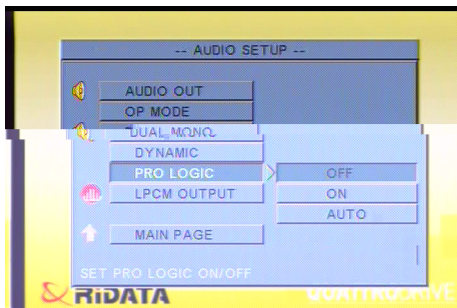 -- AUDIO SETUP --
AUDIO OUT
OP MODE
DUAL MONO
DYNAMIC
PRO LOGIC
OFF
LPCM OUTPUT
ON
AUTO
MAIN PAGE
SET PRO LOGIC ON/OFF
RiDATA